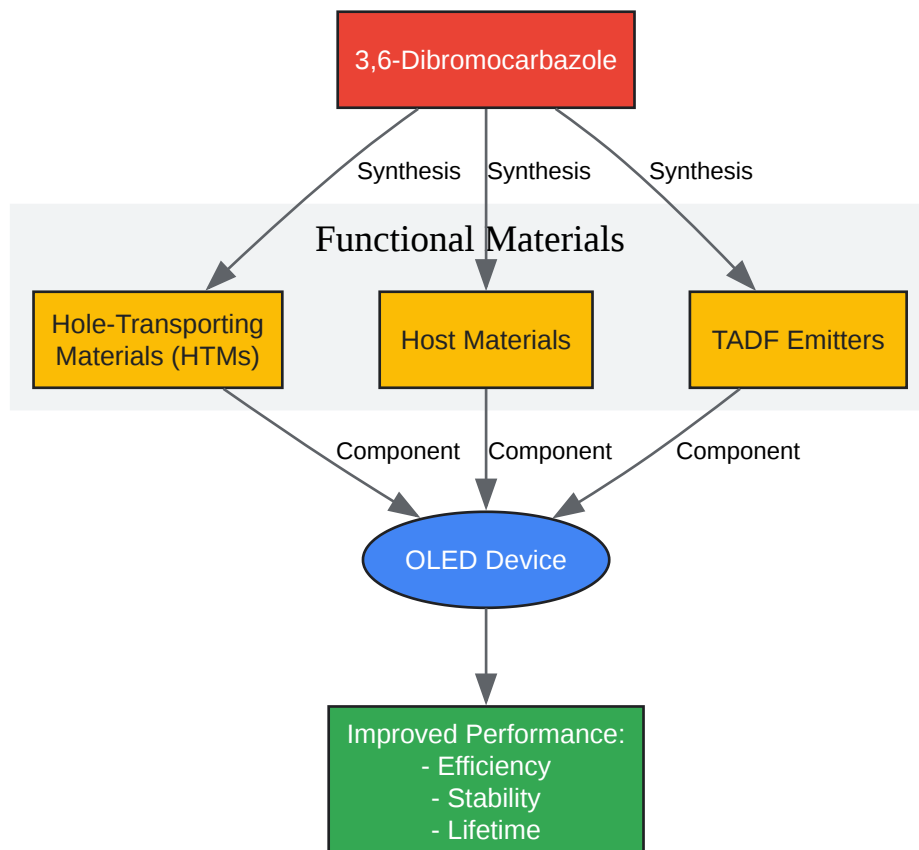 3,6-Dibromocarbazole
Synthesis
Synthesis
Synthesis
Functional Materials
Hole-Transporting
Materials (HTMs)
Host Materials
TADF Emitters
Component
Component
Component
OLED Device
Improved Performance:
- Efficiency
- Stability
- Lifetime